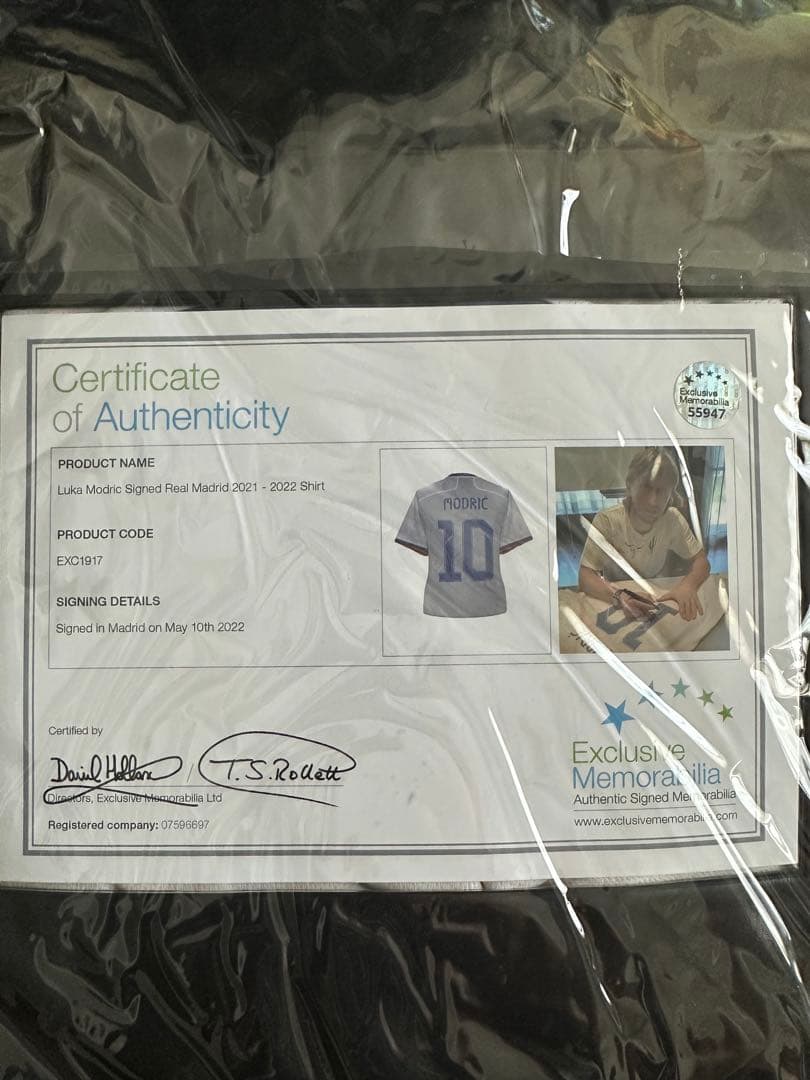 Certificate
of Authenticity
Exclusive
Memorabilia
55947
PRODUCT NAME
Luka Modric Signed Real Madrid 2021 - 2022 Shirt
PRODUCT CODE
EXC1917
SIGNING DETAILS
Signed in Madrid on May 10th 2022
MODRIĆ
10
Certified by
T.S.Rollett
Directors, Exclusive Memorabilia Ltd
Registered company: 07596697
Exclusive
Memorabilia
Authentic Signed Memorabilia
www.exclusivememorabilia.com